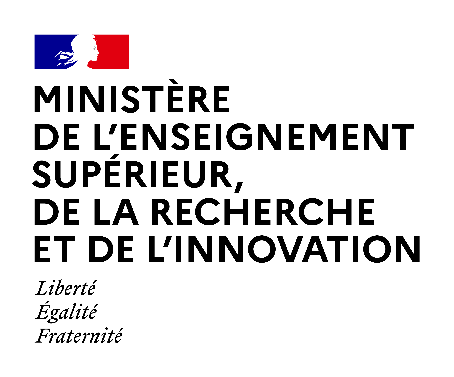 MINISTÈRE
DE L'ENSEIGNEMENT
SUPÉRIEUR,
DE LA RECHERCHE
ET DE L'INNOVATION
Liberté
Égalité
Fraternité